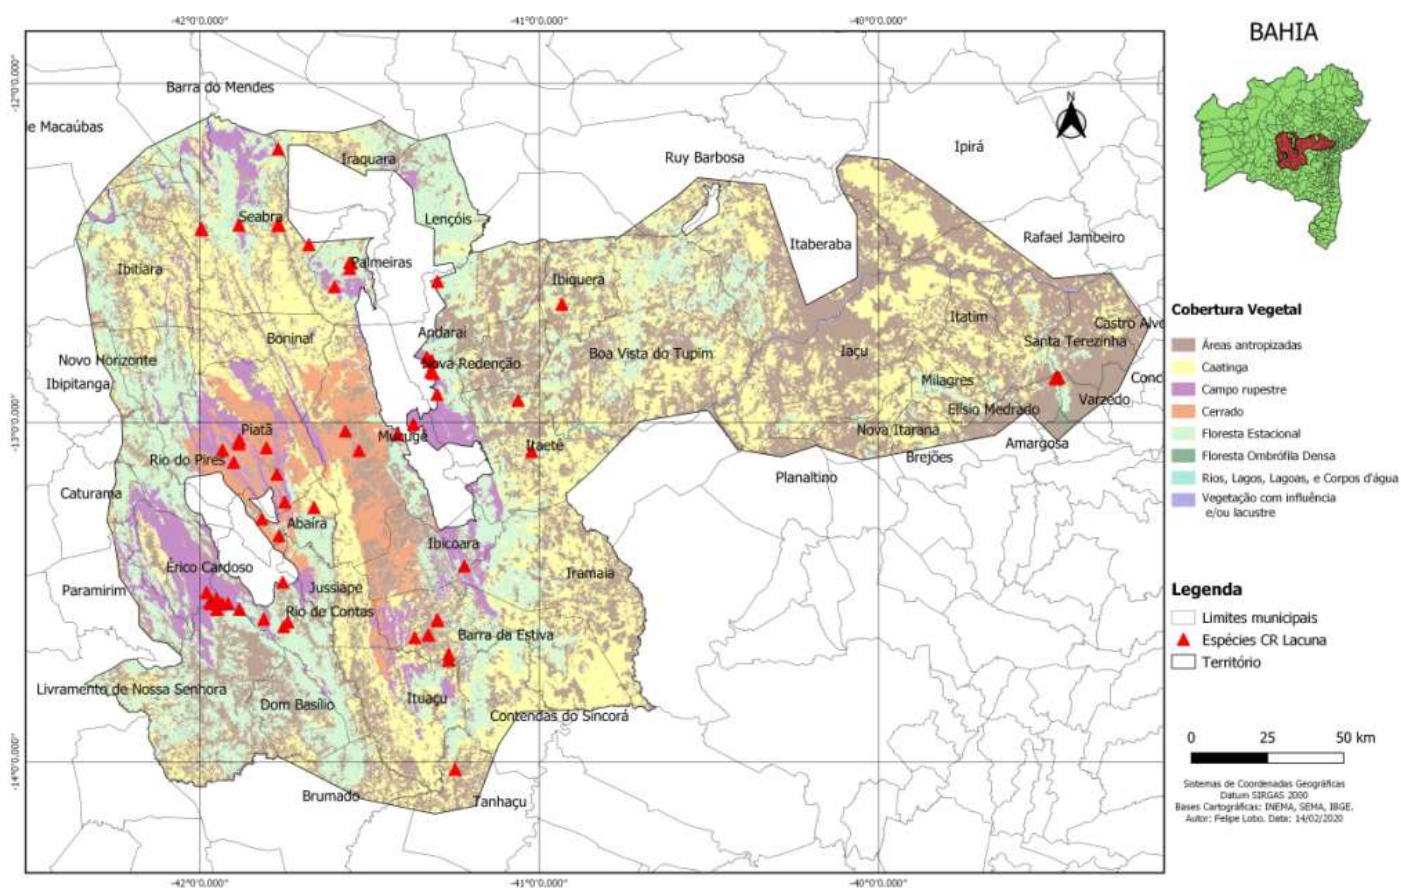 -42°0'0.000" -41°0'0.000" -40°0'0.000"
BAHIA
-12°0'0.000"
-13°0'0.000"
-14°0'0.000"
Barra do Mendes
de Macaúbas
Iraquara
Ruy Barbosa
Ipirá
Seabra
Lençóis
Itaberaba
Rafael Jambeiro
Ibitiara
Palmeiras
Ibiquera
Boninal
Andaraí
Itatim
Castro Alve
Santa Terezinha
Novo Horizonte
Nova Redenção
Boa Vista do Tupim
Iaçu
Ibipitanga
Milagres
Conc
Varzedo
Elísio Medrado
Piatã
Mucugê
Itaetê
Nova Itarana
Amargosa
Brejões
Rio do Pires
Planaltino
Caturama
Abaíra
Ibicoara
Érico Cardoso
Iramaia
Paramirim
Jussiape
Rio de Contas
Barra da Estiva
Livramento de Nossa Senhora
Ituaçu
Dom Basílio
Contendas do Sincorá
Brumado
Tanhaçu
-42°0'0.000" -41°0'0.000" -40°0'0.000"
N
Cobertura Vegetal
Áreas antropizadas
Caatinga
Campo rupestre
Cerrado
Floresta Estacional
Floresta Ombrófila Densa
Rios, Lagos, Lagoas, e Corpos d'água
Vegetação com influência
e/ou lacustre
Legenda
Limites municipais
Espécies CR Lacuna
Território
0 25 50 km
Sistemas de Coordenadas Geográficas
Datum SIRGAS 2000
Bases Cartográficas: INEMA, SEMA, IBGE.
Autor: Felipe Lobo. Data: 14/02/2020